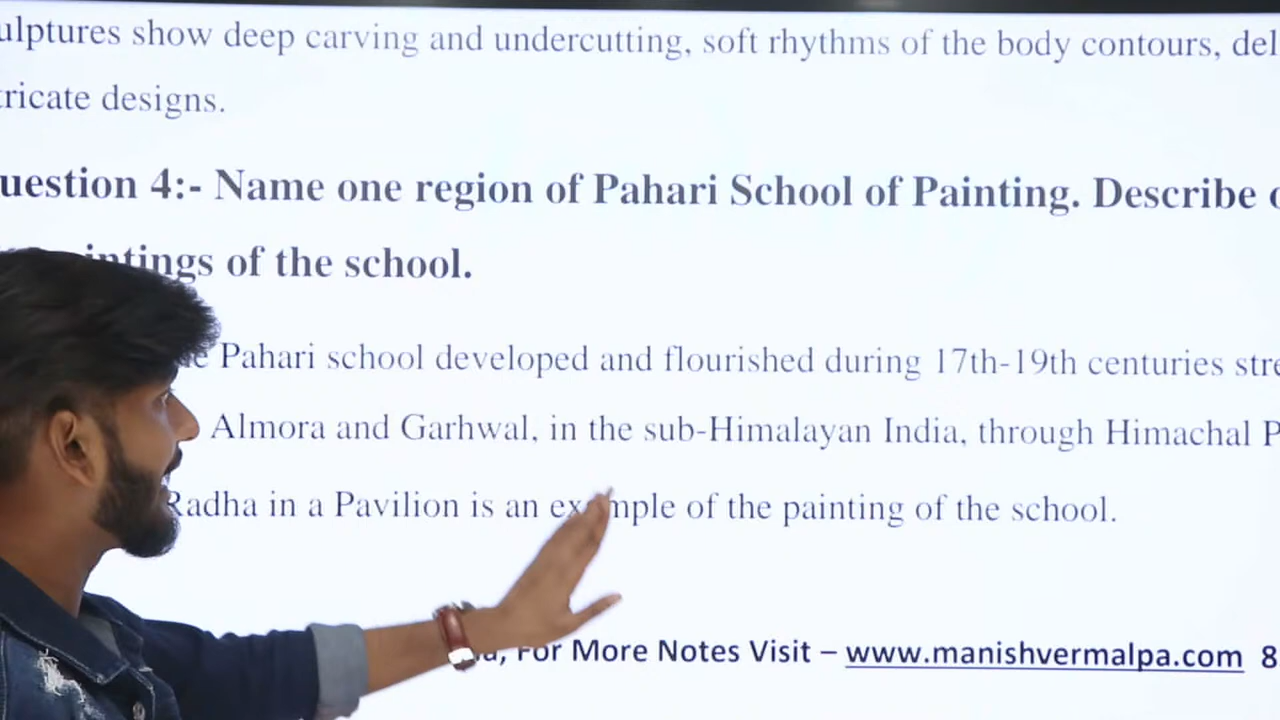 ulptures show deep carving and undercutting, soft rhythms of the body contours, del
tricate designs.
uestion 4:- Name one region of Pahari School of Painting. Describe o
intings of the school.
e Pahari school developed and flourished during 17th-19th centuries stre
Almora and Garhwal, in the sub-Himalayan India, through Himachal P
Radha in a Pavilion is an example of the painting of the school.
a, For More Notes Visit – www.manishvermalpa.com 8